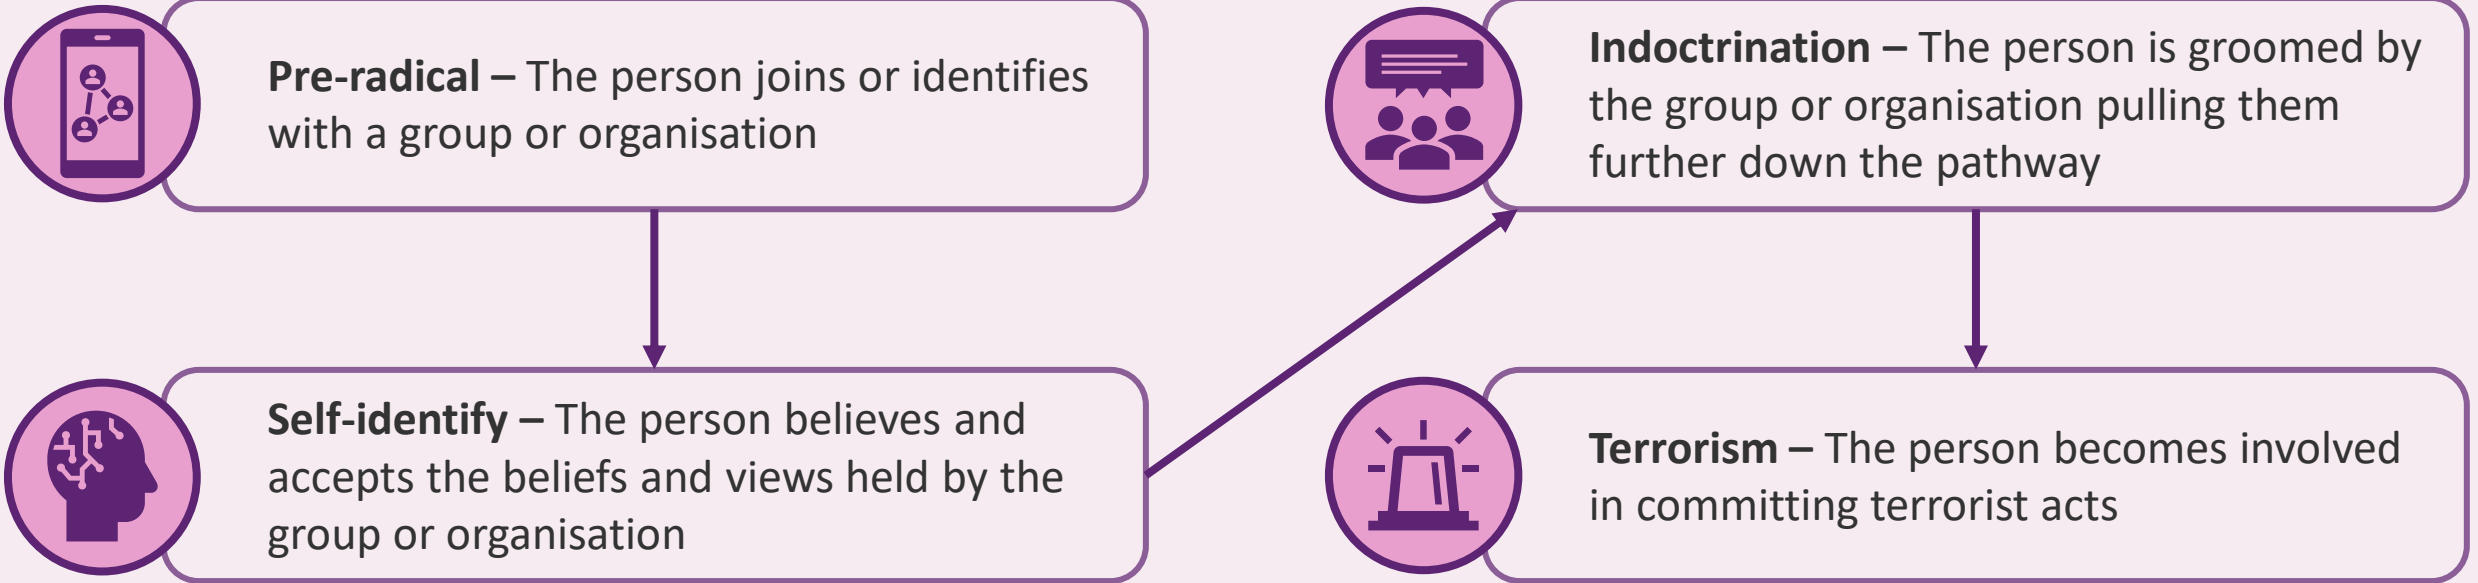 Pre-radical – The person joins or identifies
with a group or organisation
Self-identify – The person believes and
accepts the beliefs and views held by the
group or organisation
Indoctrination – The person is groomed by
the group or organisation pulling them
further down the pathway
Terrorism – The person becomes involved
in committing terrorist acts